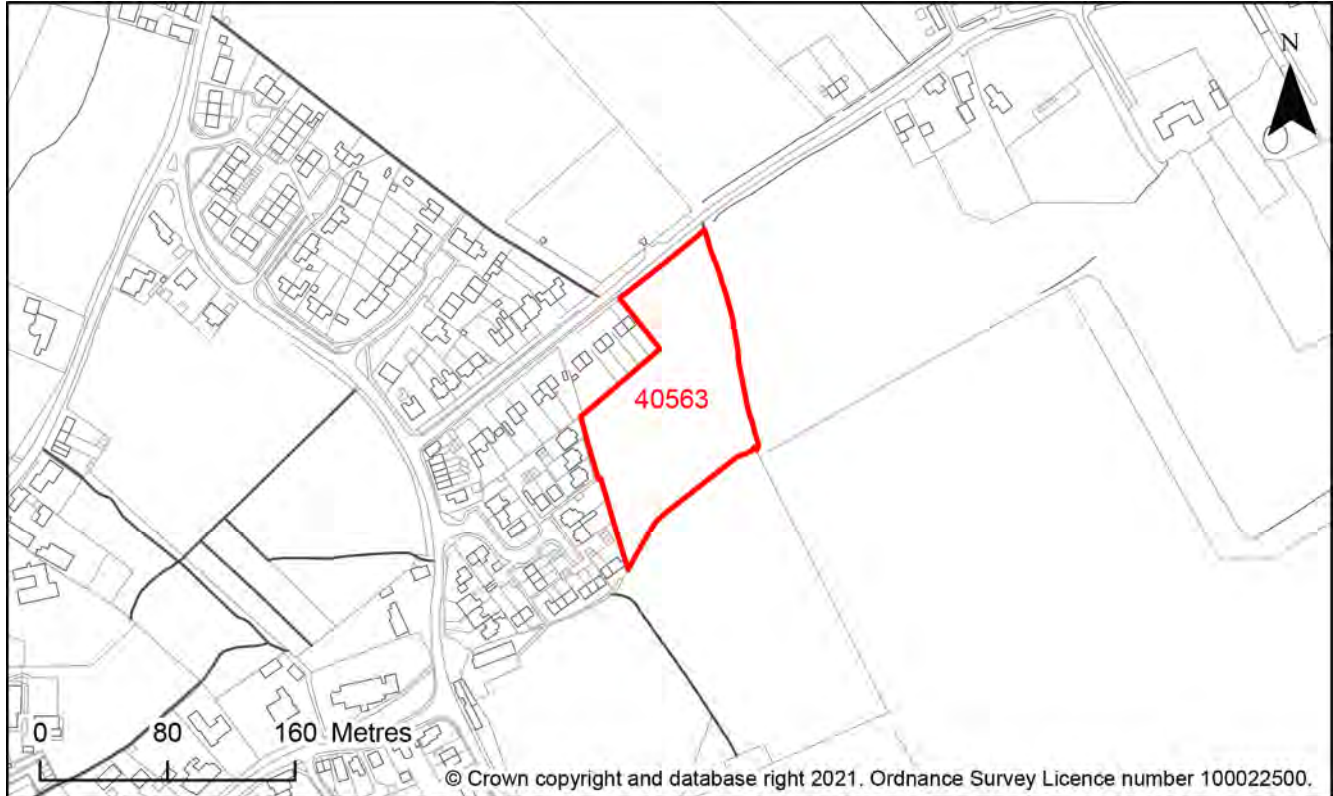 N
40563
0 80 160 Metres
© Crown copyright and database right 2021. Ordnance Survey Licence number 100022500.